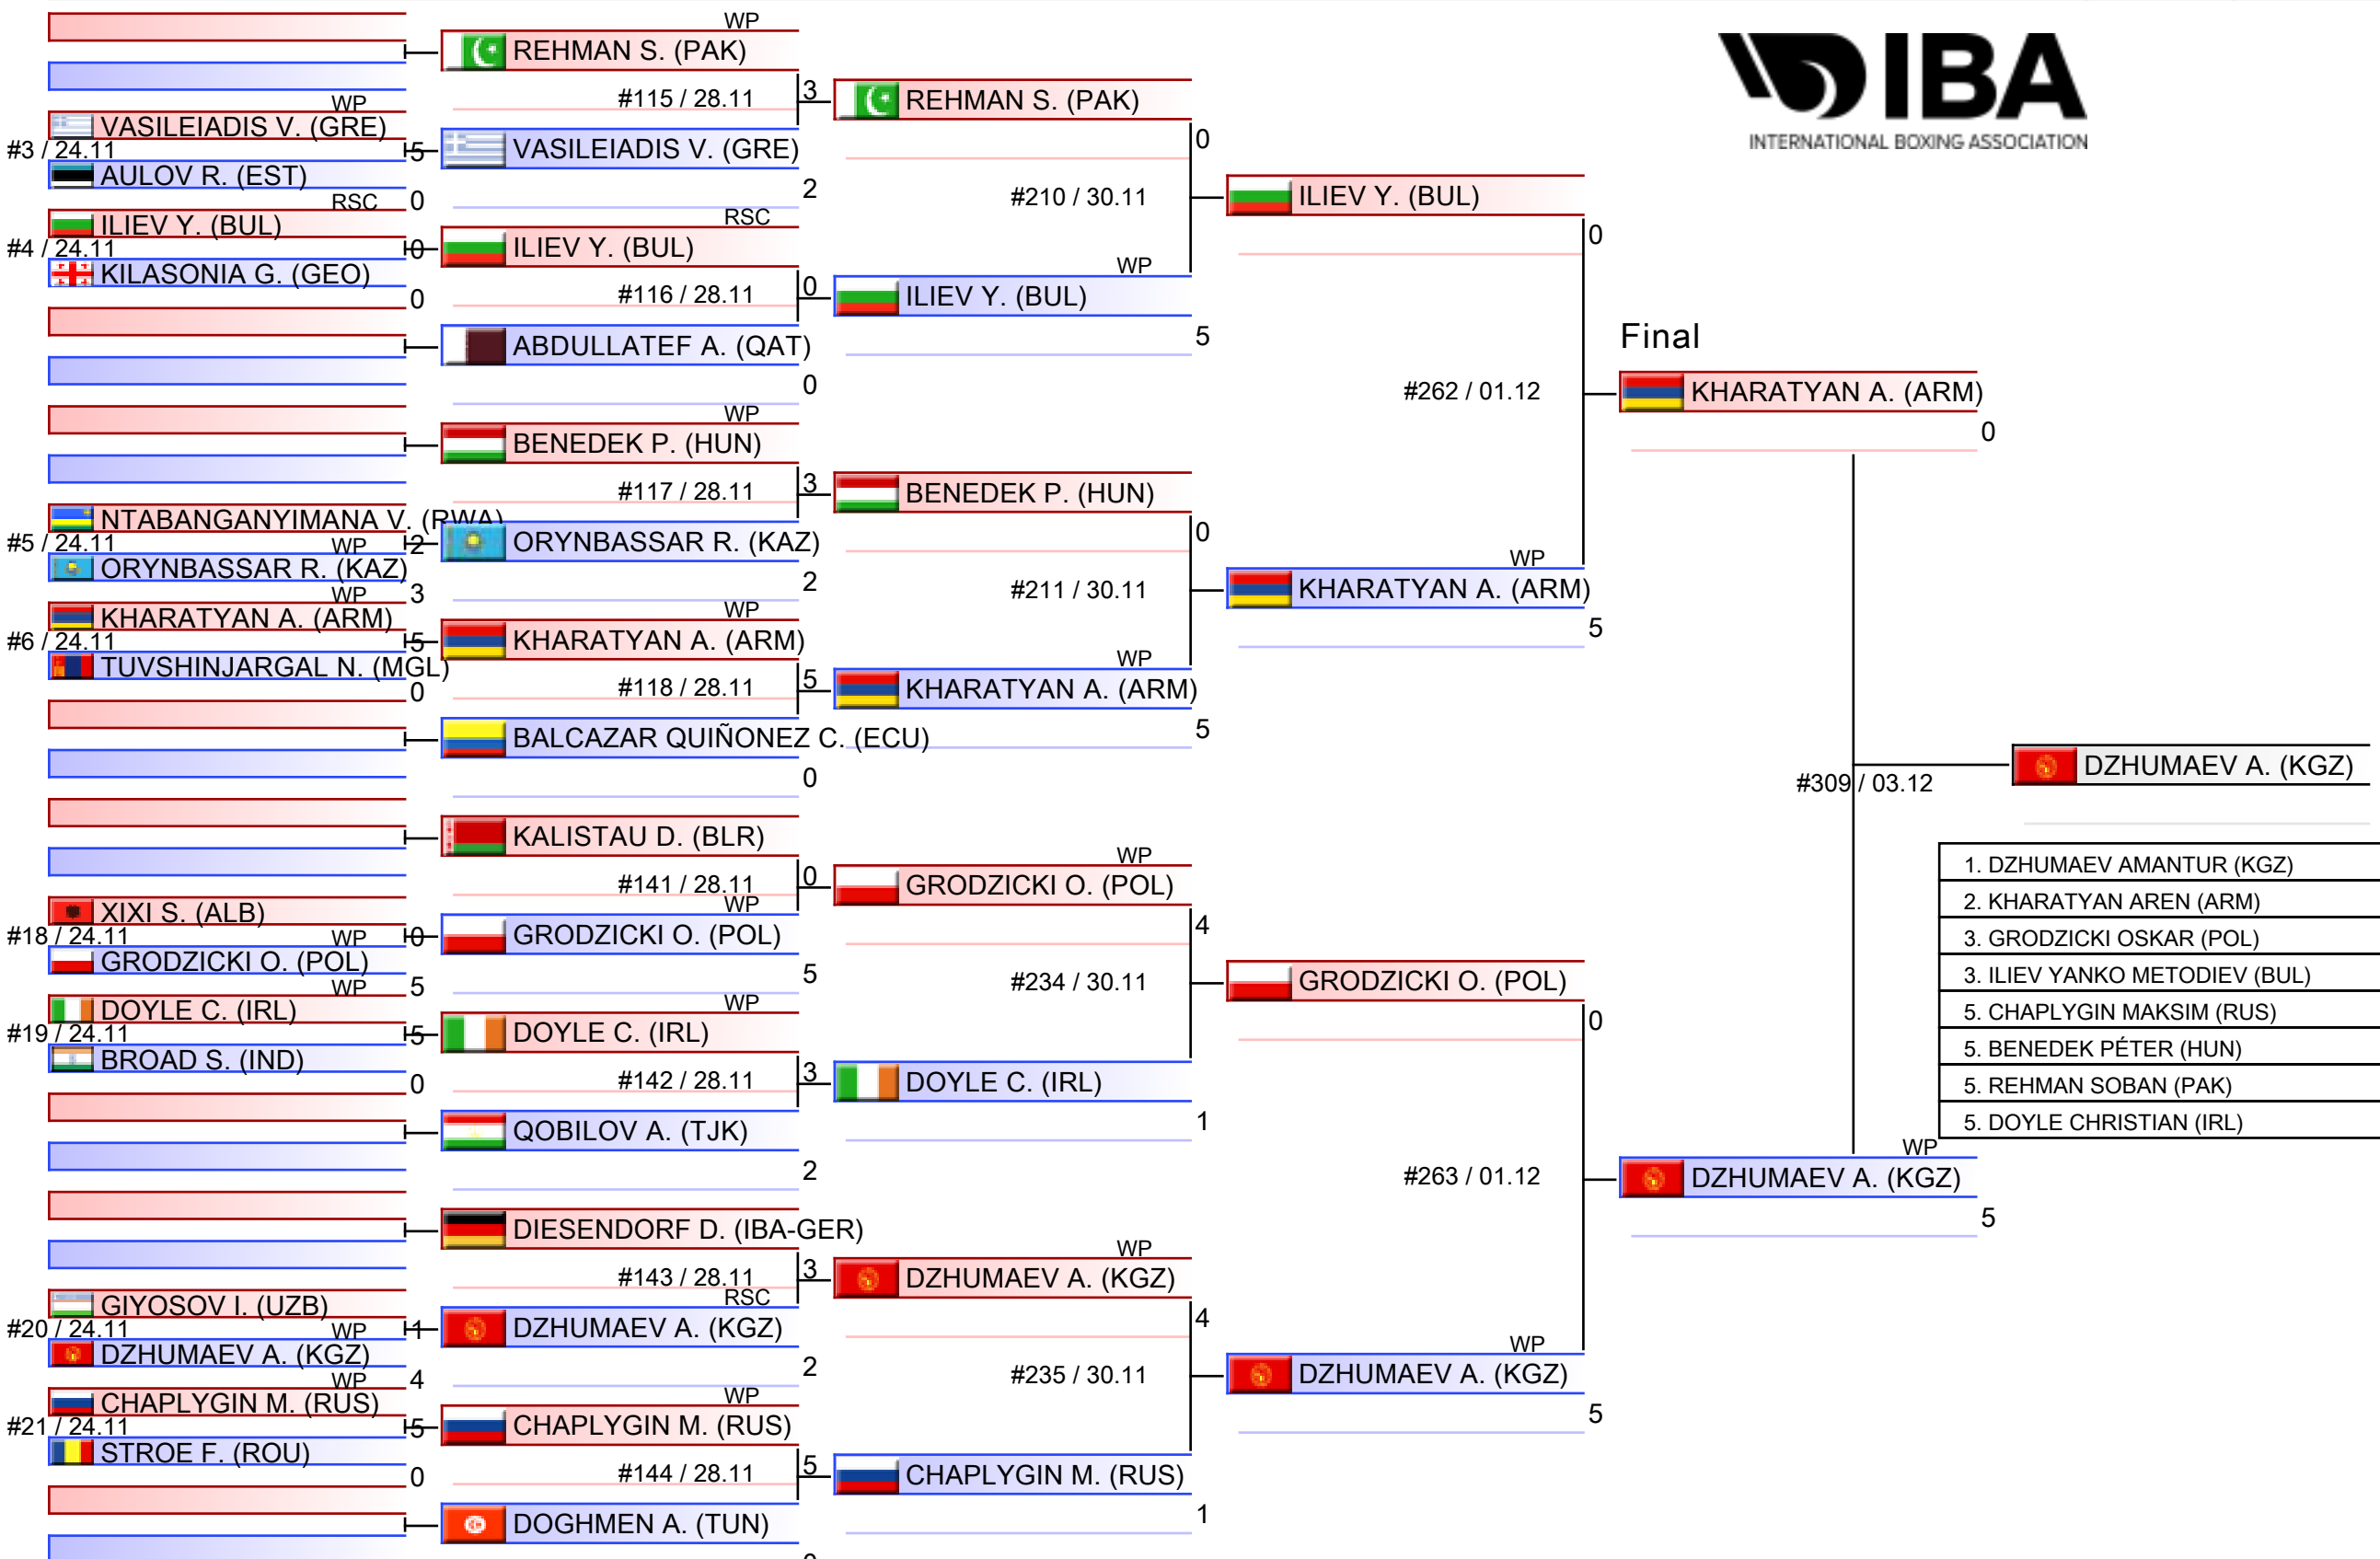 WP
REHMAN S. (PAK)
#115 / 28.11
3
VASILEIADIS V. (GRE)
2
WP
VASILEIADIS V. (GRE)
#3 / 24.11
5
AULOV R. (EST)
0
RSC
ILIEV Y. (BUL)
#4 / 24.11
0
KILASONIA G. (GEO)
0
RSC
ILIEV Y. (BUL)
#116 / 28.11
0
ABDULLATEF A. (QAT)
0
WP
BENEDEK P. (HUN)
#117 / 28.11
3
ORYNBASSAR R. (KAZ)
2
NTABANGANYIMANA V. (RWA)
#5 / 24.11
WP
2
ORYNBASSAR R. (KAZ)
3
WP
KHARATYAN A. (ARM)
#6 / 24.11
5
TUVSHINJARGAL N. (MGL)
0
WP
KHARATYAN A. (ARM)
#118 / 28.11
5
BALCAZAR QUIÑONEZ C. (ECU)
0
KALISTAU D. (BLR)
#141 / 28.11
0
WP
GRODZICKI O. (POL)
5
XIXI S. (ALB)
#18 / 24.11
WP
0
GRODZICKI O. (POL)
5
WP
DOYLE C. (IRL)
#19 / 24.11
5
BROAD S. (IND)
0
WP
DOYLE C. (IRL)
#142 / 28.11
3
QOBILOV A. (TJK)
2
DIESENDORF D. (IBA-GER)
#143 / 28.11
3
RSC
DZHUMAEV A. (KGZ)
2
GIYOSOV I. (UZB)
#20 / 24.11
WP
1
DZHUMAEV A. (KGZ)
4
WP
CHAPLYGIN M. (RUS)
#21 / 24.11
5
STROE F. (ROU)
0
WP
CHAPLYGIN M. (RUS)
#144 / 28.11
5
DOGHMEN A. (TUN)
REHMAN S. (PAK)
0
#210 / 30.11
WP
ILIEV Y. (BUL)
5
BENEDEK P. (HUN)
0
#211 / 30.11
WP
KHARATYAN A. (ARM)
5
WP
GRODZICKI O. (POL)
4
#234 / 30.11
DOYLE C. (IRL)
1
WP
DZHUMAEV A. (KGZ)
4
#235 / 30.11
CHAPLYGIN M. (RUS)
1
ILIEV Y. (BUL)
0
#262 / 01.12
WP
KHARATYAN A. (ARM)
5
GRODZICKI O. (POL)
0
#263 / 01.12
WP
DZHUMAEV A. (KGZ)
5
IBA
INTERNATIONAL BOXING ASSOCIATION
Final
KHARATYAN A. (ARM)
0
#309 / 03.12
WP
DZHUMAEV A. (KGZ)
5
DZHUMAEV A. (KGZ)
1. DZHUMAEV AMANTUR (KGZ)
2. KHARATYAN AREN (ARM)
3. GRODZICKI OSKAR (POL)
3. ILIEV YANKO METODIEV (BUL)
5. CHAPLYGIN MAKSIM (RUS)
5. BENEDEK PÉTER (HUN)
5. REHMAN SOBAN (PAK)
5. DOYLE CHRISTIAN (IRL)